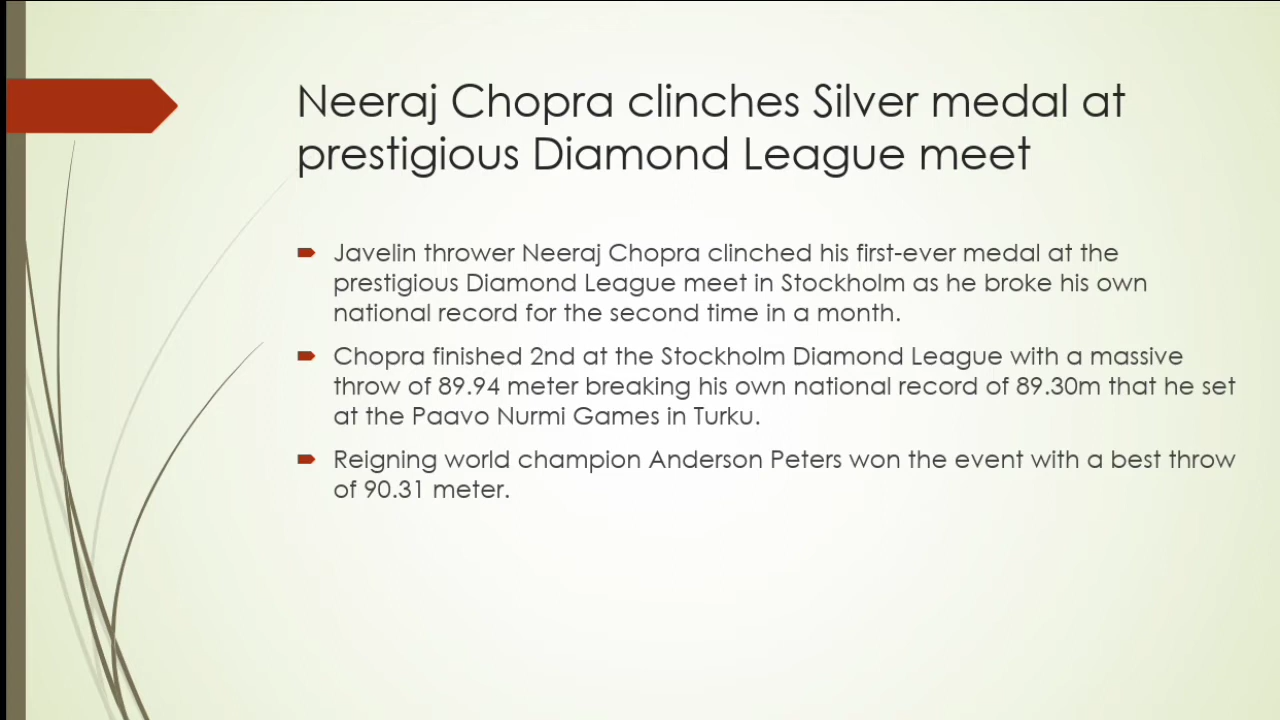 Neeraj Chopra clinches Silver medal at
prestigious Diamond League meet
Javelin thrower Neeraj Chopra clinched his first-ever medal at the
prestigious Diamond League meet in Stockholm as he broke his own
national record for the second time in a month.
Chopra finished 2nd at the Stockholm Diamond League with a massive
throw of 89.94 meter breaking his own national record of 89.30m that he set
at the Paavo Nurmi Games in Turku.
Reigning world champion Anderson Peters won the event with a best throw
of 90.31 meter.